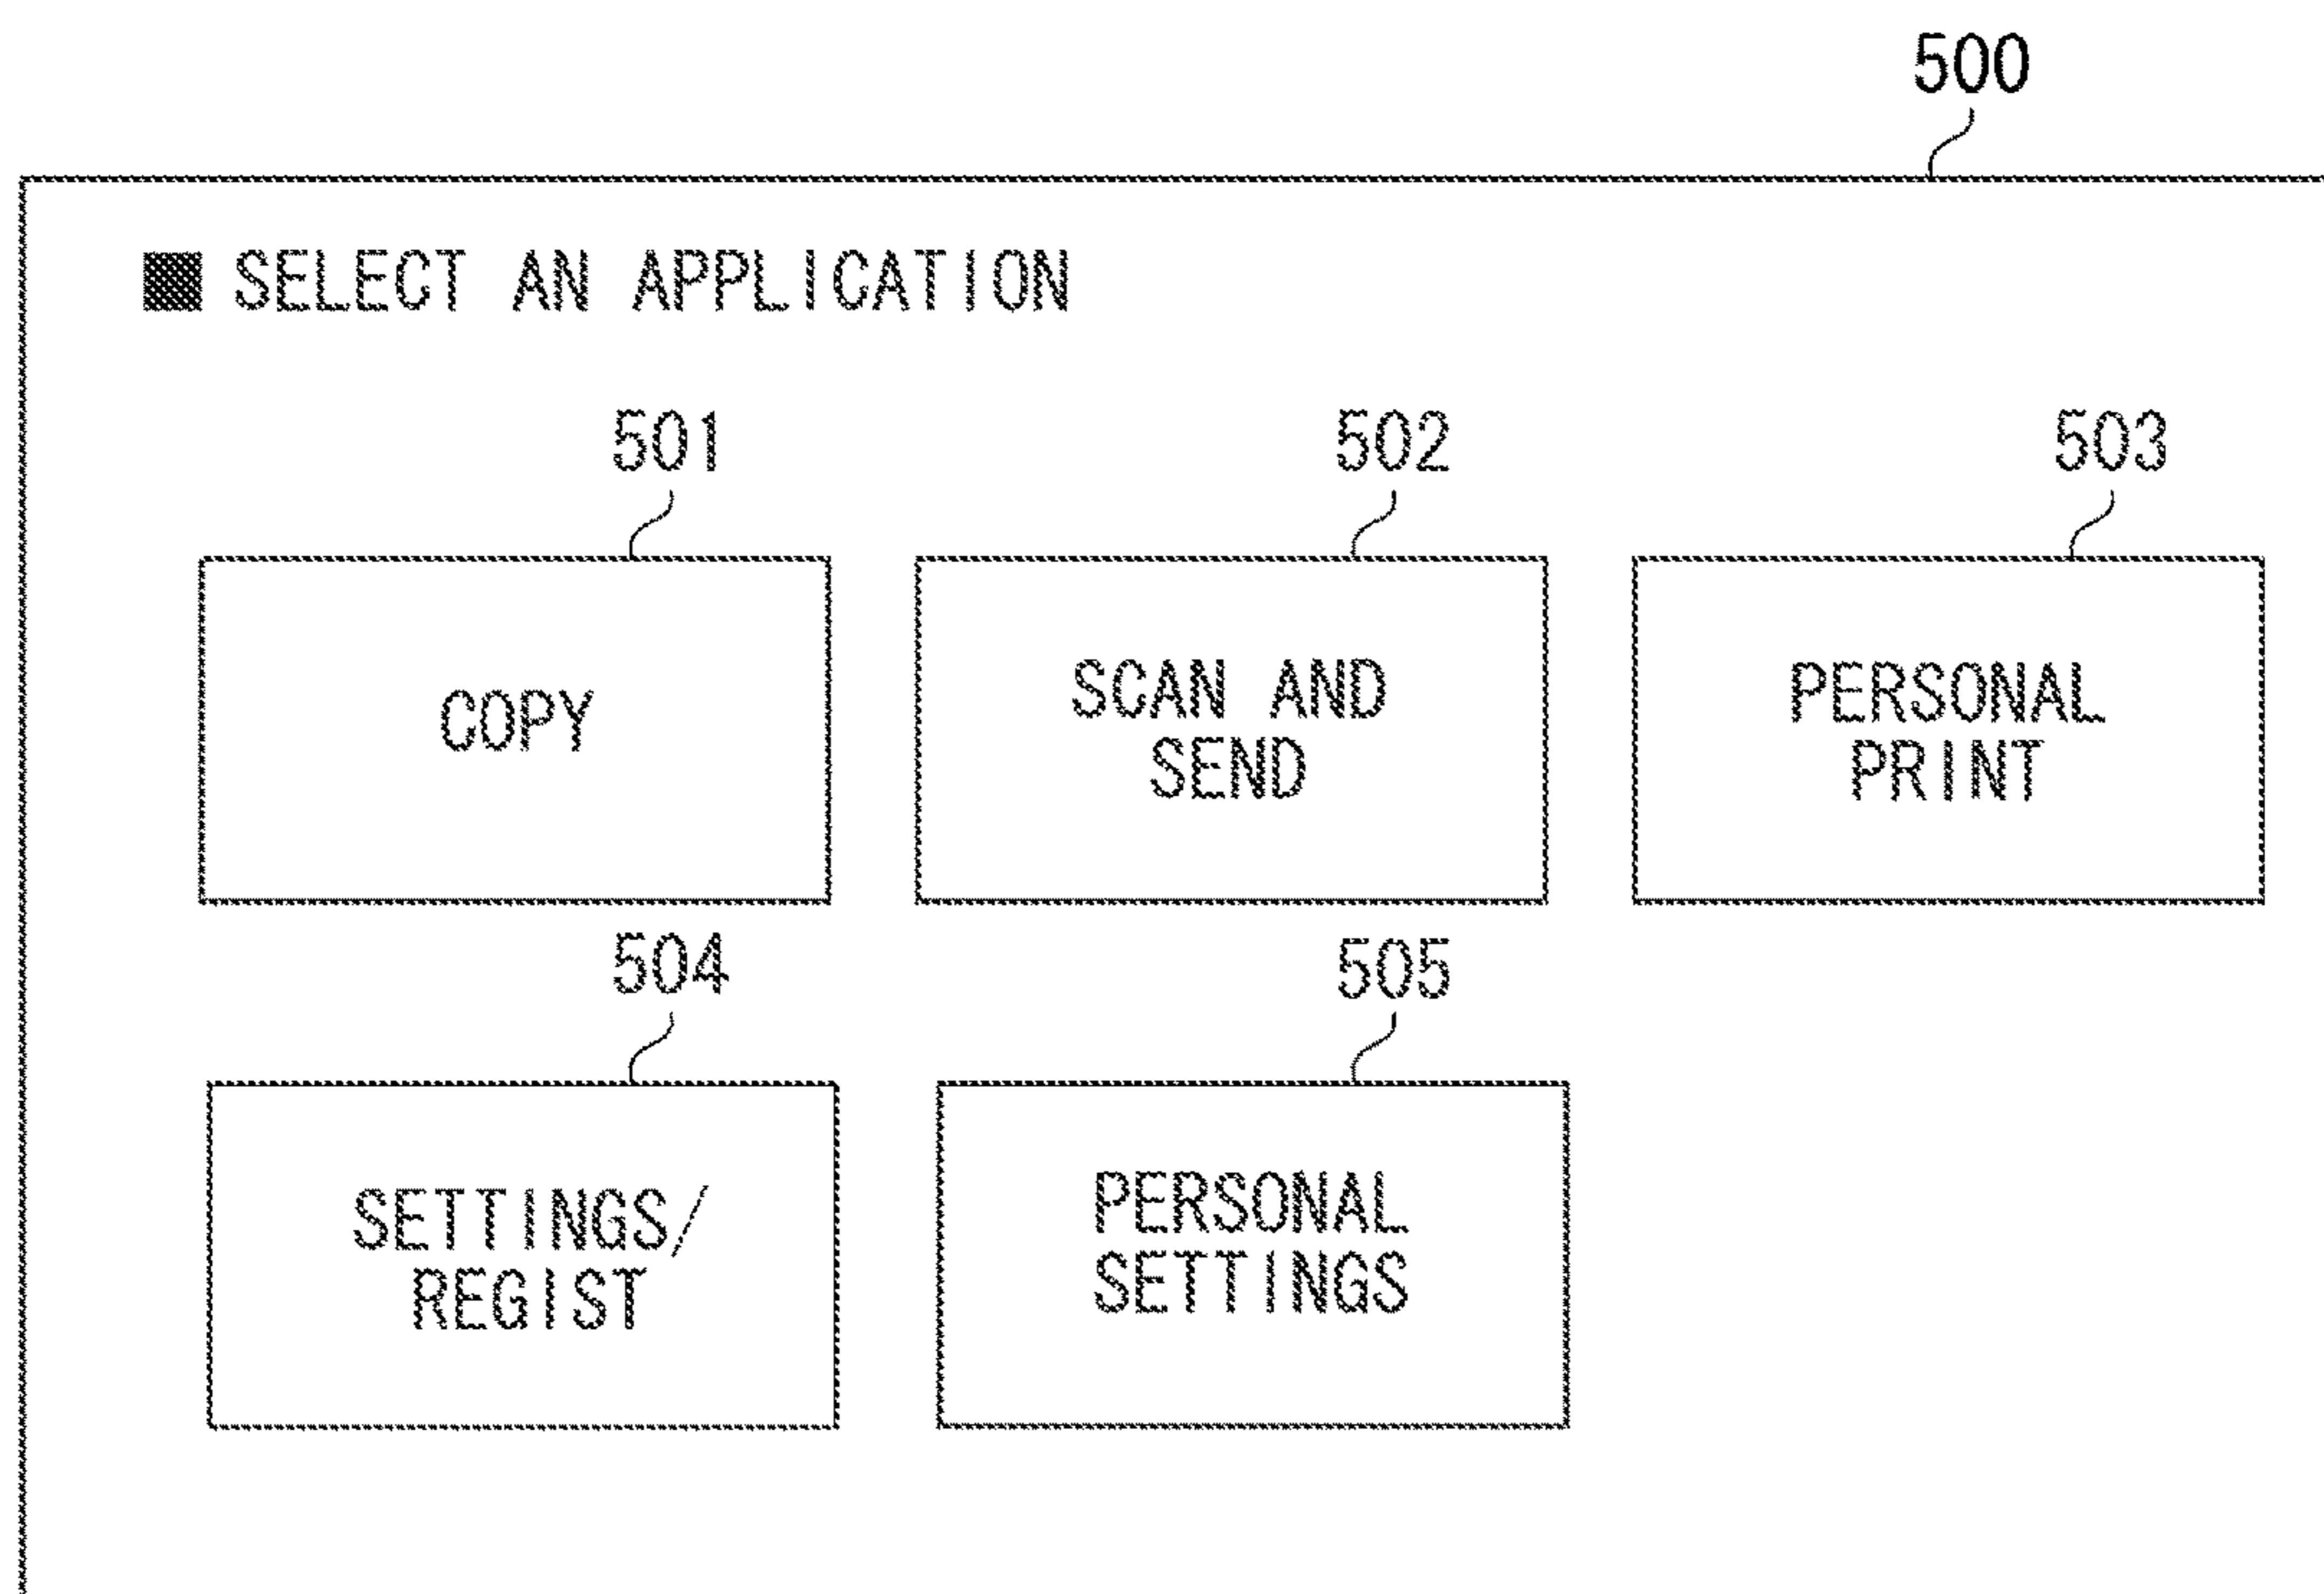 500
■ SELECT AN APPLICATION
501
502
503
COPY
SCAN AND
SEND
PERSONAL
PRINT
504
505
SETTINGS/
REGIST
PERSONAL
SETTINGS